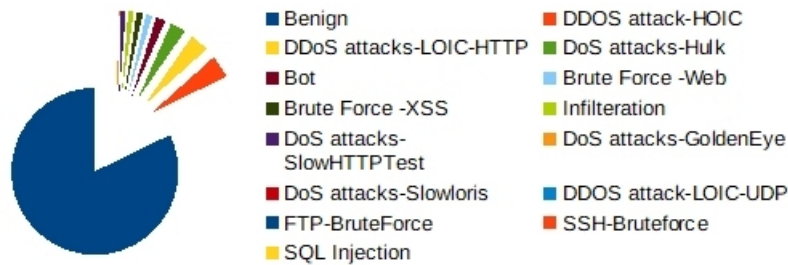 Benign
DDOS attack-HOIC
DDoS attacks-LOIC-HTTP
DoS attacks-Hulk
Bot
Brute Force -Web
Brute Force -XSS
Infilteration
DoS attacks-
SlowHTTPTest
DoS attacks-GoldenEye
DoS attacks-Slowloris
DDOS attack-LOIC-UDP
FTP-BruteForce
SSH-Bruteforce
SQL Injection